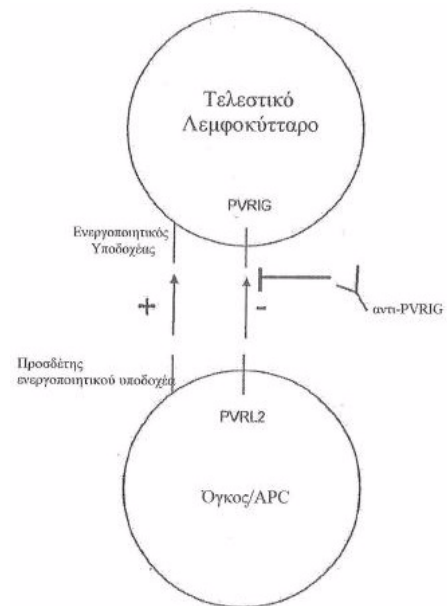 Τελεστικό
Λεμφοκύτταρο
PVRIG
Ενεργοποιητικός
Υποδοχέας
+
-
αντι-PVRIG
Προσδέτης
ενεργοποιητικού υποδοχέα
PVRL2
Όγκος/APC